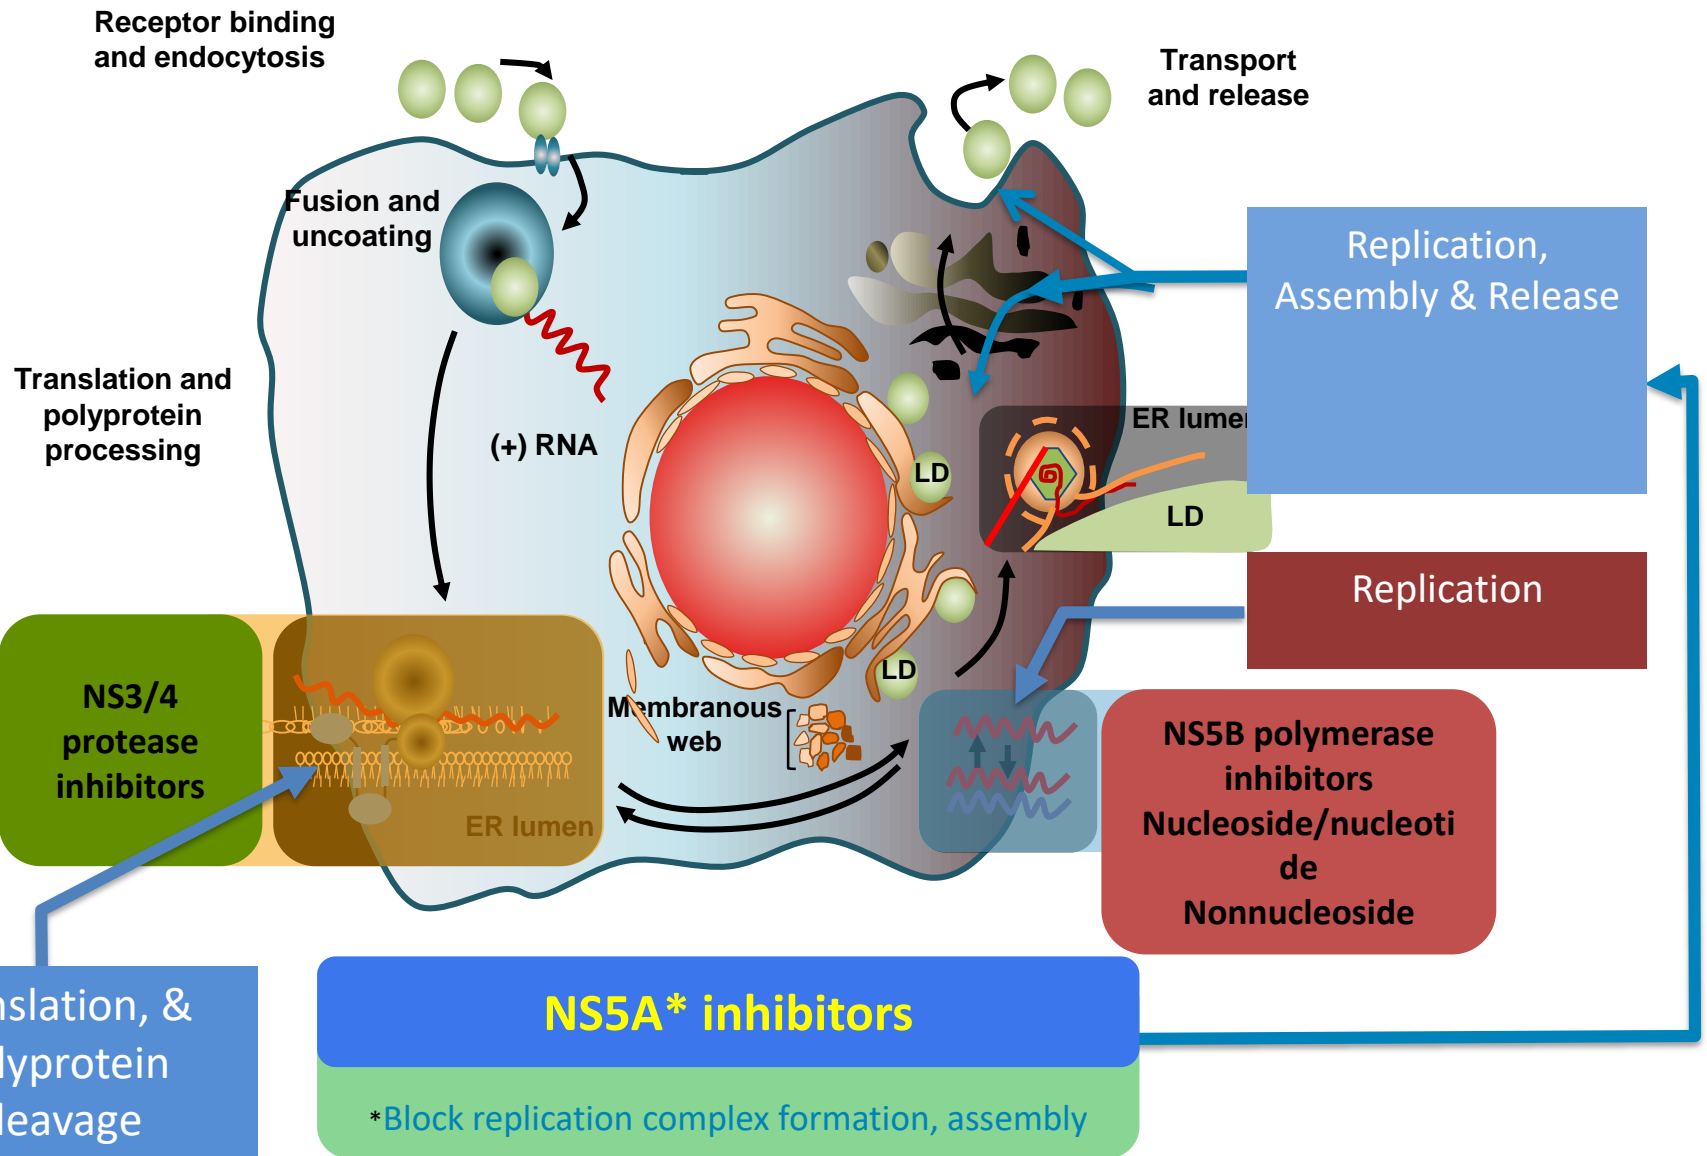 Receptor binding
and endocytosis
Transport
and release
Fusion and
uncoating
Replication,
Assembly & Release
Translation and
polyprotein
processing
(+) RNA
ER lumen
LD
LD
Replication
NS3/4
protease
inhibitors
LD
Membranous
web
ER lumen
NS5B polymerase
inhibitors
Nucleoside/nucleoti
de
Nonnucleoside
nslation, &
lyprotein
leavage
NS5A* inhibitors
*Block replication complex formation, assembly